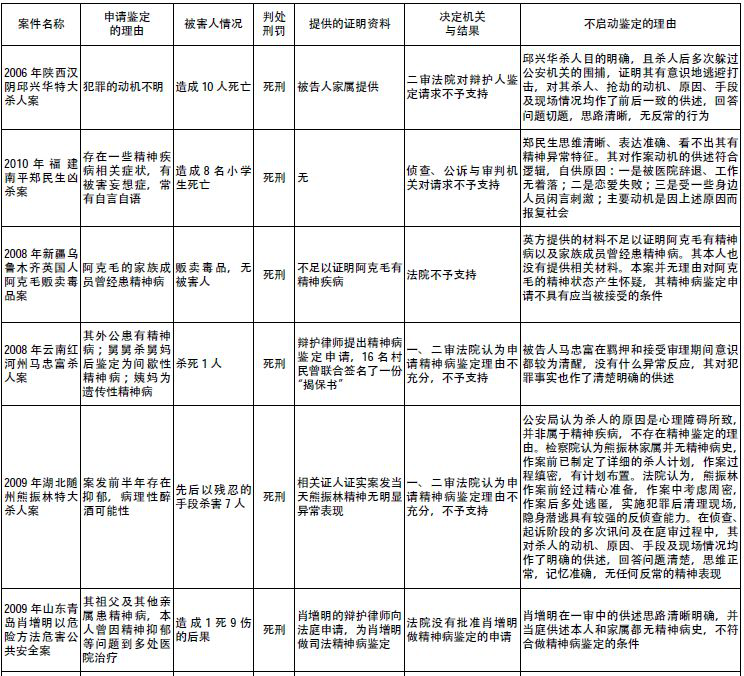 案件名称
申请鉴定
的理由
被害人情况
判处
刑罚
提供的证明资料
决定机关
与结果
不启动鉴定的理由
2006年陕西汉
阴邱兴华特大
杀人案
犯罪的动机不明
造成10人死亡
死刑
被告人家属提供
二审法院对辩护人鉴
定请求不予支持
邱兴华杀人目的明确，且杀人后多次躲过
公安机关的围捕，证明其有意识地逃避打
击，对其杀人、抢劫的动机、原因、手段
及现场情况均作了前后一致的供述，回答
问题切题，思路清晰，无反常的行为
2010年福建
南平郑民生凶
杀案
存在一些精神疾
病相关症状，有
被害妄想症，常
有自言自语
造成8名小学
生死亡
死刑
无
侦查、公诉与审判机
关对请求不予支持
郑民生思维清晰、表达准确、看不出其有
精神异常特征。其对作案动机的供述符合
逻辑，自供原因：一是被医院辞退、工作
无着落；二是恋爱失败；三是受一些身边
人员闲言刺激；主要动机是因上述原因而
报复社会
2008年新疆乌
鲁木齐英国人
阿克毛贩卖毒
品案
阿克毛的家族成
员曾经患精神病
贩卖毒品，无
被害人
死刑
不足以证明阿克毛有
精神疾病
法院不予支持
英方提供的材料不足以证明阿克毛有精神
病以及家族成员曾经患精神病。其本人也
没有提供相关材料。本案并无理由对阿克
毛的精神状态产生怀疑，其精神病鉴定申
请不具有应当被接受的条件
2008年云南红
河州马忠富杀
人案
其外公患有精神
病；舅舅杀舅妈
后鉴定为间歇性
精神病；姨妈为
遗传性精神病
杀死1人
死刑
辩护律师提出精神病
鉴定申请，16名村
民曾联合签名了一份
“揭保书”
一、二审法院认为申
请精神病鉴定理由不
充分，不予支持
被告人马忠富在羁押和接受审理期间意识
都较为清醒，没有什么异常反应，其对犯
罪事实也作了清楚明确的供述
2009年湖北随
州熊振林特大
杀人案
案发前半年存在
抑郁，病理性醉
酒可能性
先后以残忍的
手段杀害7人
死刑
相关证人证实案发当
天熊振林精神无明显
异常表现
一、二审法院认为申
请精神病鉴定理由不
充分，不予支持
公安局认为杀人的原因是心理障碍所致，
并非属于精神疾病，不存在精神鉴定的理
由。检察院认为熊振林家属并无精神病史，
作案前已制定了详细的杀人计划，作案过
程缜密，有计划布置。法院认为，熊振林
作案前经过精心准备，作案中考虑周密，
作案后多处逃匿，实施犯罪后清理现场，
隐身潜逃具有较强的反侦查能力。在侦查、
起诉阶段的多次讯问及在庭审过程中，其
对杀人的动机、原因、手段及现场情况均
作了明确的供述，回答问题清楚，思维正
常，记忆准确，无任何反常的精神表现
2009年山东青
岛肖增明以危
险方法危害公
共安全案
其祖父及其他亲
属患精神病，本
人曾因精神抑郁
等问题到多处医
院治疗
造成1死9伤
的后果
死刑
肖增明的辩护律师向
法庭申请，为肖增明
做司法精神病鉴定
法院没有批准肖增明
做精神病鉴定的申请
肖增明在一审中的供述思路清晰明确，并
当庭供述本人和家属都无精神病史，不符
合做精神病鉴定的条件